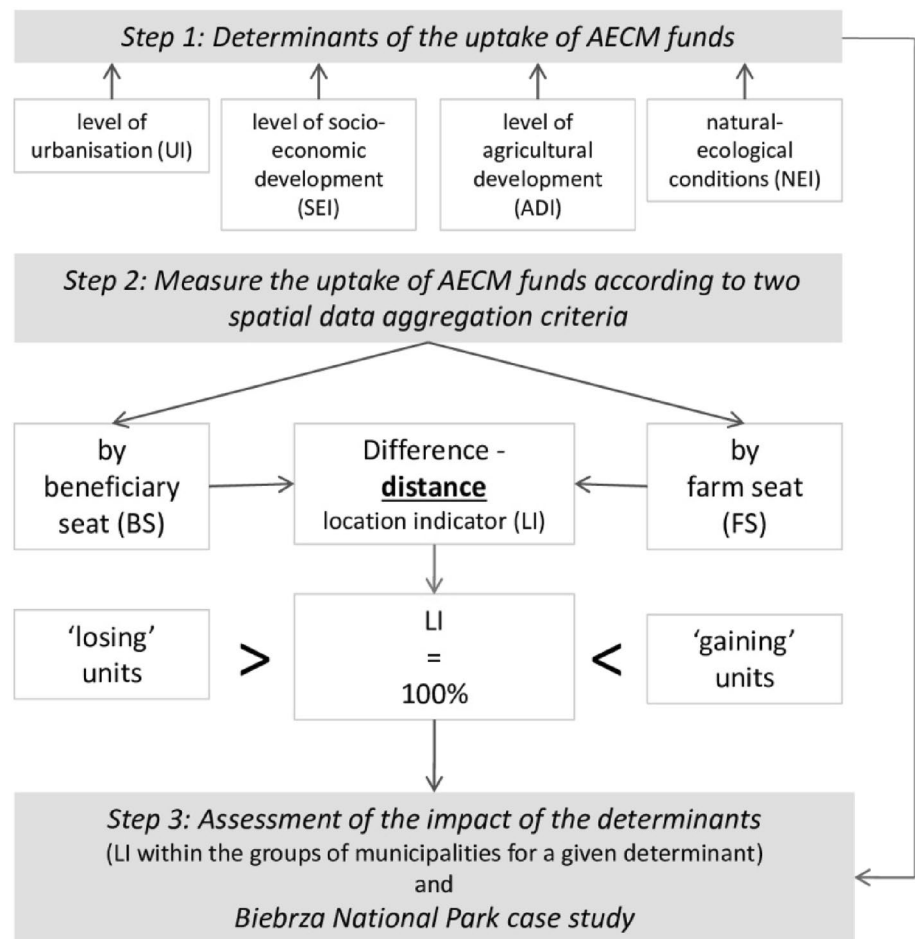 Step 1: Determinants of the uptake of AECM funds
level of
urbanisation (UI)
level of socio-
economic
development
(SEI)
level of
agricultural
development
(ADI)
natural-
ecological
conditions (NEI)
Step 2: Measure the uptake of AECM funds according to two
spatial data aggregation criteria
by
beneficiary
seat (BS)
Difference -
distance
location indicator (LI)
by
farm seat
(FS)
‘losing’
units
>
LI
=
100%
<
‘gaining’
units
Step 3: Assessment of the impact of the determinants
(LI within the groups of municipalities for a given determinant)
and
Biebrza National Park case study